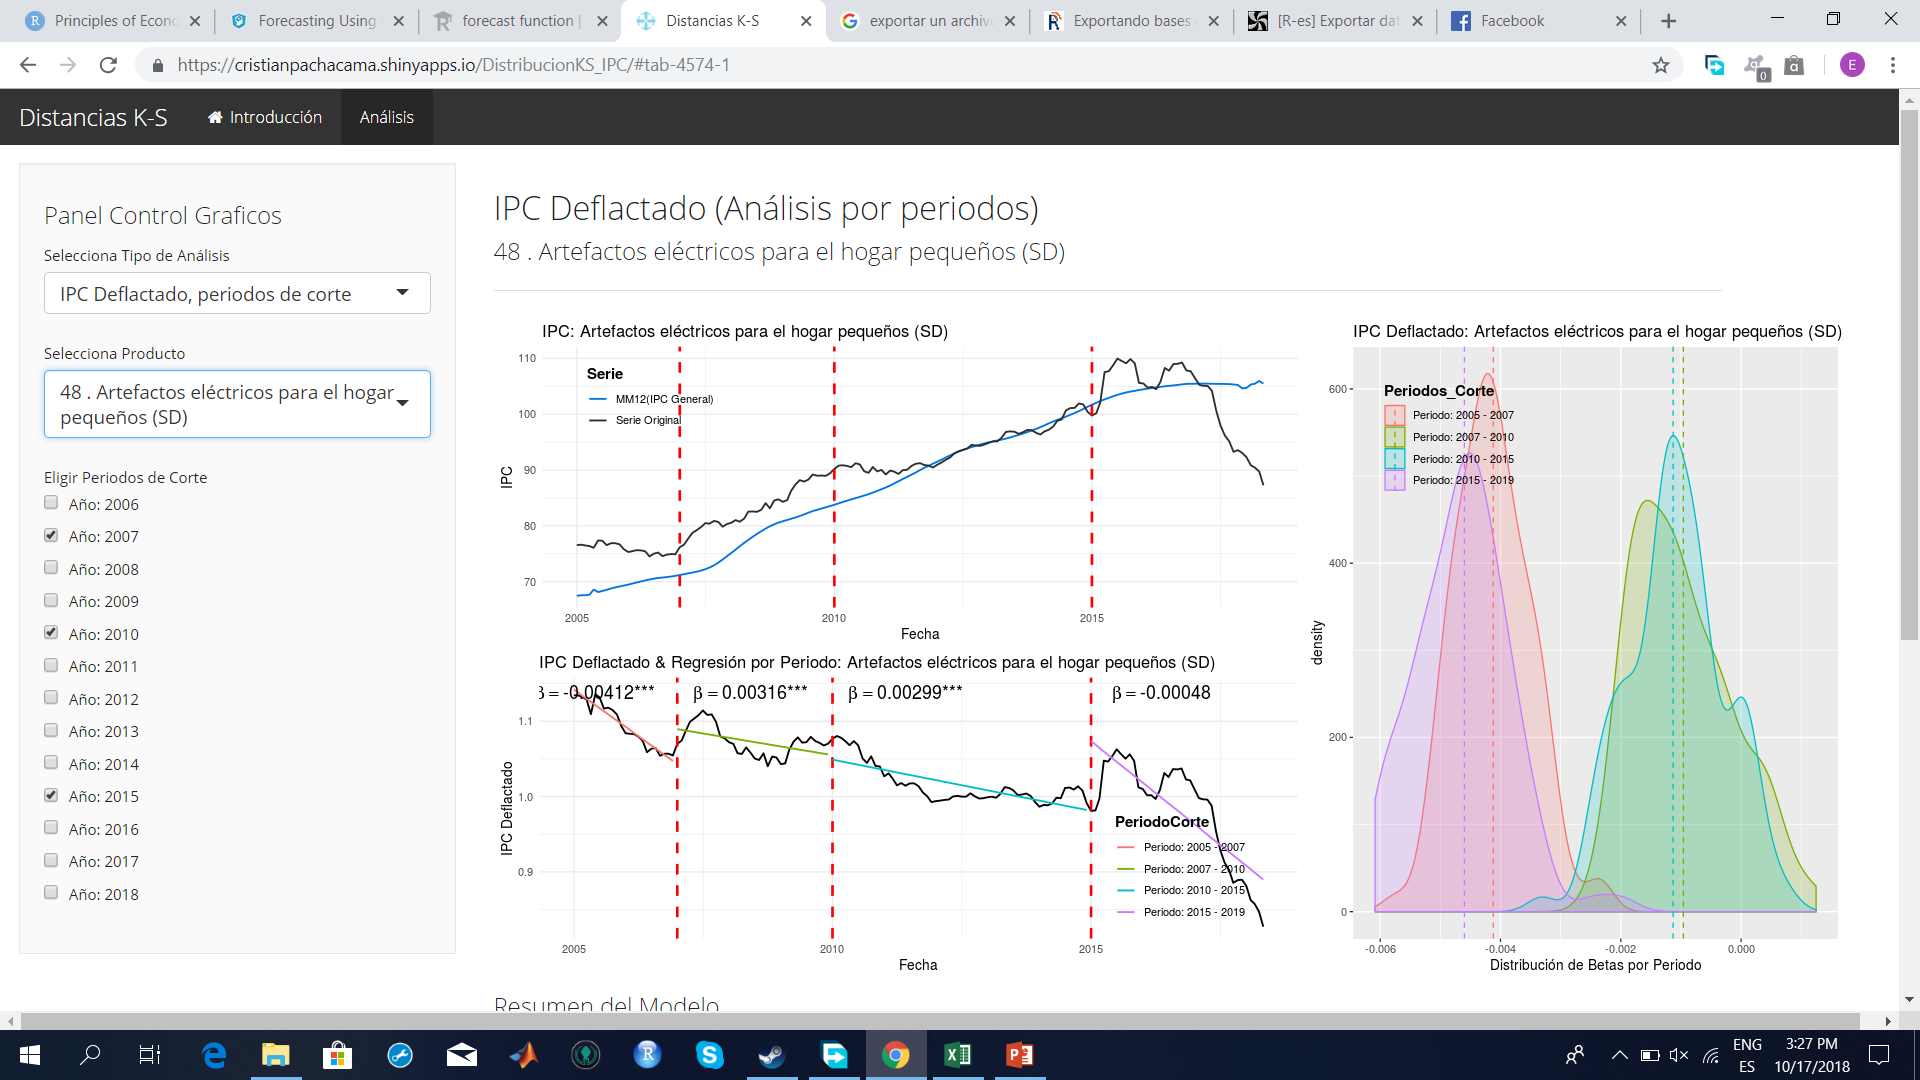 Principles of Econo
Forecasting Using
forecast function |
Distancias K-S
exportar un archivo
Exportando bases
[R-es] Exportar dat
Facebook
https://cristianpachacama.shinyapps.io/DistribucionKS_IPC/#tab-4574-1
0
a
E
Distancias K-S
Introducción
Análisis
Panel Control Graficos
Selecciona Tipo de Análisis
IPC Deflactado, periodos de corte
Selecciona Producto
48 . Artefactos eléctricos para el hogar
pequeños (SD)
Eligir Periodos de Corte
Año: 2006
Año: 2007
Año: 2008
Año: 2009
Año: 2010
Año: 2011
Año: 2012
Año: 2013
Año: 2014
Año: 2015
Año: 2016
Año: 2017
Año: 2018
IPC Deflactado (Análisis por periodos)
48 . Artefactos eléctricos para el hogar pequeños (SD)
IPC: Artefactos eléctricos para el hogar pequeños (SD)
Serie
MM12(IPC General)
Serie Original
110
100
90
80
70
IPC
2005
2010
2015
Fecha
IPC Deflactado & Regresión por Periodo: Artefactos eléctricos para el hogar pequeños (SD)
β = -0.00412***
β = 0.00316***
β = 0.00299***
β = -0.00048
1.1
1.0
0.9
IPC Deflactado
PeriodoCorte
Periodo: 2005 - 2007
Periodo: 2007 - 2010
Periodo: 2010 - 2015
Periodo: 2015 - 2019
2005
2010
2015
Fecha
IPC Deflactado: Artefactos eléctricos para el hogar pequeños (SD)
Periodos_Corte
Periodo: 2005 - 2007
Periodo: 2007 - 2010
Periodo: 2010 - 2015
Periodo: 2015 - 2019
600
400
200
0
density
-0.006
-0.004
-0.002
0.000
Distribución de Betas por Periodo
Resumen del Modelo
ENG
ES
3:27 PM
10/17/2018